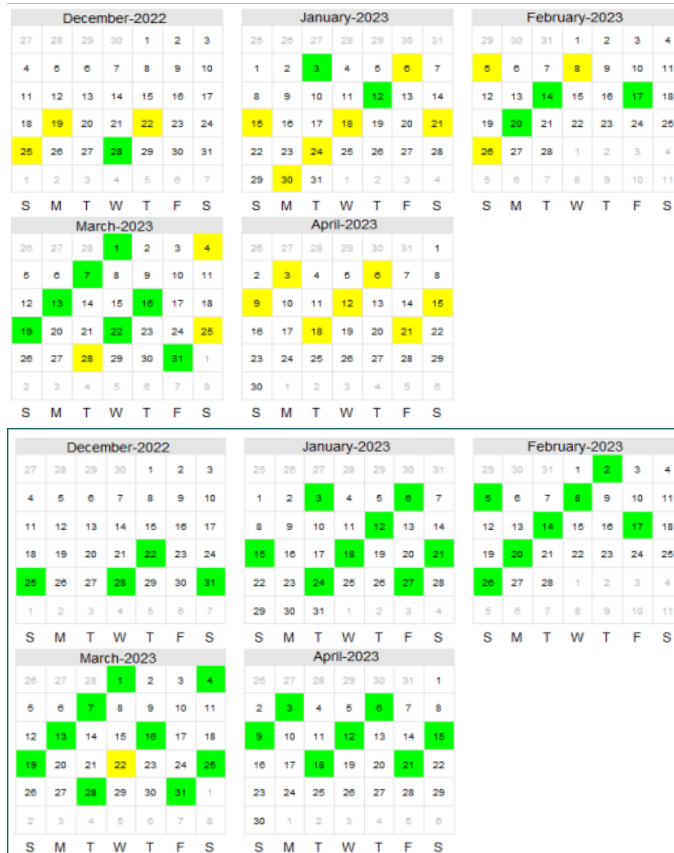 December-2022 January-2023 February-2023
27 28 29 30 1 2 3 25 26 27 28 29 30 31 29 30 31 1 2 3 4
4 5 6 7 8 9 10 1 2 3 4 5 6 7 5 6 7 8 9 10 11
11 12 13 14 15 16 17 8 9 10 11 12 13 14 12 13 14 15 16 17 18
18 19 20 21 22 23 24 15 16 17 18 19 20 21 19 20 21 22 23 24 25
25 26 27 28 29 30 31 22 23 24 25 26 27 28 26 27 28 1 2 3 4
1 2 3 4 5 6 7 29 30 31 1 2 3 4 5 6 7 8 9 10 11
S M T W T F S S M T W T F S S M T W T F S
March-2023 April-2023
26 27 28 1 2 3 4 26 27 28 29 30 31 1
5 6 7 8 9 10 11 2 3 4 5 6 7 8
12 13 14 15 16 17 18 9 10 11 12 13 14 15
19 20 21 22 23 24 25 16 17 18 19 20 21 22
26 27 28 29 30 31 1 23 24 25 26 27 28 29
2 3 4 5 6 7 8 30 1 2 3 4 5 6
S M T W T F S S M T W T F S
December-2022 January-2023 February-2023
27 28 29 30 1 2 3 25 26 27 28 29 30 31 29 30 31 1 2 3 4
4 5 6 7 8 9 10 1 2 3 4 5 6 7 5 6 7 8 9 10 11
11 12 13 14 15 16 17 8 9 10 11 12 13 14 12 13 14 15 16 17 18
18 19 20 21 22 23 24 15 16 17 18 19 20 21 19 20 21 22 23 24 25
25 26 27 28 29 30 31 22 23 24 25 26 27 28 26 27 28 1 2 3 4
1 2 3 4 5 6 7 29 30 31 1 2 3 4 5 6 7 8 9 10 11
S M T W T F S S M T W T F S S M T W T F S
March-2023 April-2023
26 27 28 1 2 3 4 26 27 28 29 30 31 1
5 6 7 8 9 10 11 2 3 4 5 6 7 8
12 13 14 15 16 17 18 9 10 11 12 13 14 15
19 20 21 22 23 24 25 16 17 18 19 20 21 22
26 27 28 29 30 31 1 23 24 25 26 27 28 29
2 3 4 5 6 7 8 30 1 2 3 4 5 6
S M T W T F S S M T W T F S